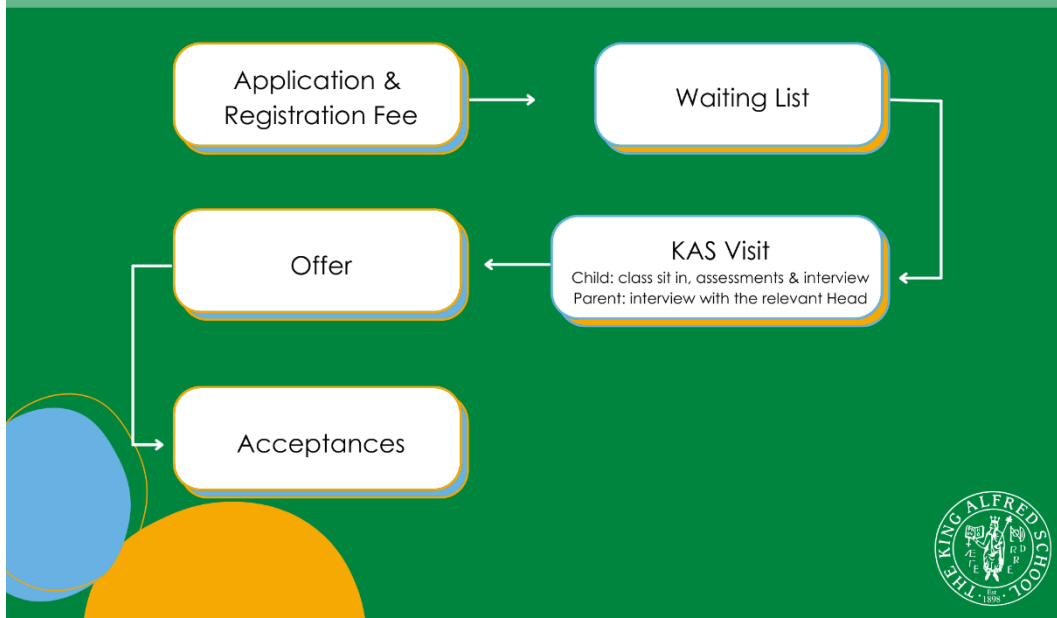 Application &
Registration Fee
Waiting List
KAS Visit
Child: class sit in, assessments & interview
Parent: interview with the relevant Head
Offer
Acceptances
THE KING ALFRED SCHOOL
Est
1898